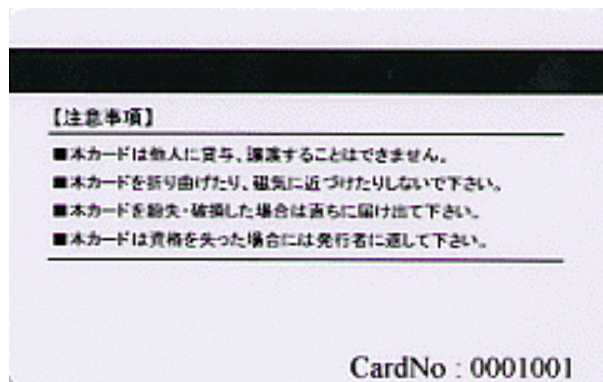 【注意事項】
■本カードは他人に貸与、譲渡することはできません。
■本カードを折り曲げたり、磁気に近づけたりしないで下さい。
■本カードを紛失・破損した場合は直ちに届け出て下さい。
■本カードは資格を失った場合には発行者に返して下さい。
CardNo : 0001001